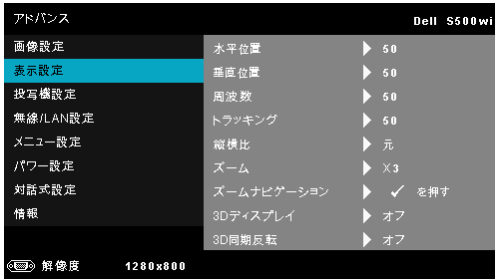 アドバンス Dell S500wi
画像設定
表示設定
投写機設定
無線/LAN設定
メニュー設定
パワー設定
対話式設定
情報
水平位置 50
垂直位置 50
周波数 50
トラッキング 50
縦横比 元
ズーム X3
ズームナビゲーション ✓ を押す
3Dディスプレイ オフ
3D同期反転 オフ
解像度 1280x800